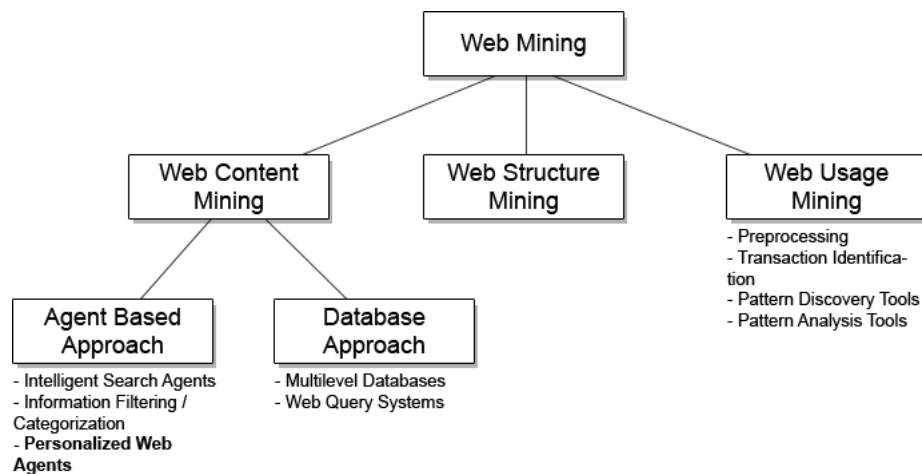 Web Mining
Web Content
Mining
Web Structure
Mining
Web Usage
Mining
- Preprocessing
- Transaction Identifica-
tion
- Pattern Discovery Tools
- Pattern Analysis Tools
Agent Based
Approach
- Intelligent Search Agents
- Information Filtering /
Categorization
- Personalized Web
Agents
Database
Approach
- Multilevel Databases
- Web Query Systems